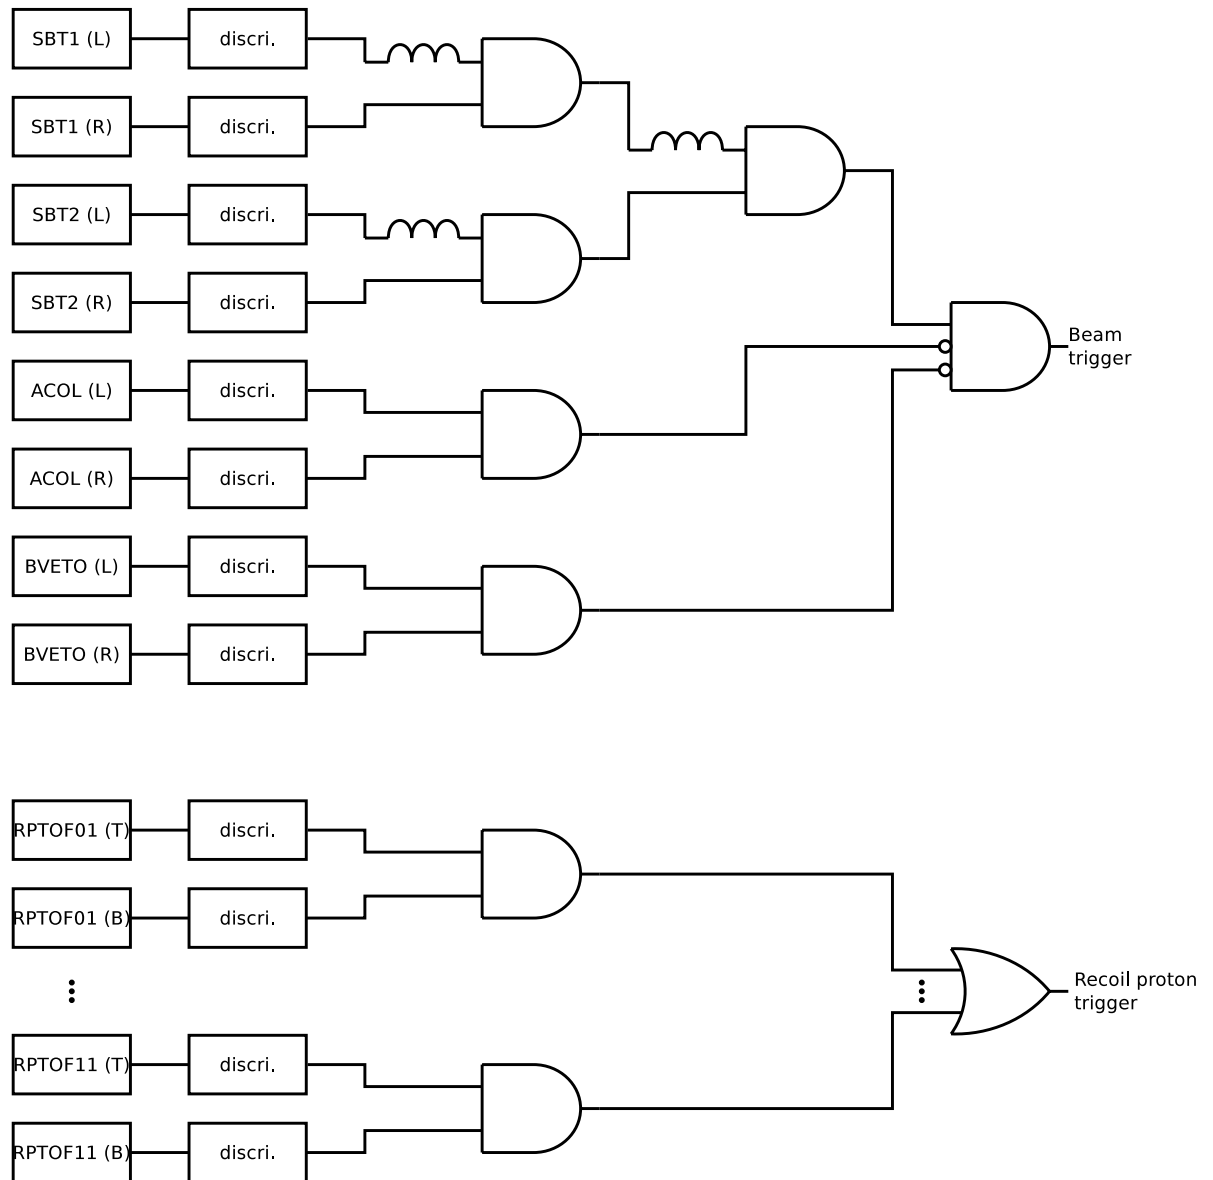 SBT1 (L)
discri.
SBT1 (R)
discri.
SBT2 (L)
discri.
SBT2 (R)
discri.
Beam
trigger
ACOL (L)
discri.
ACOL (R)
discri.
BVETO (L)
discri.
BVETO (R)
discri.
RPTOF01 (T)
discri.
RPTOF01 (B)
discri.
Recoil proton
trigger
RPTOF11 (T)
discri.
RPTOF11 (B)
discri.